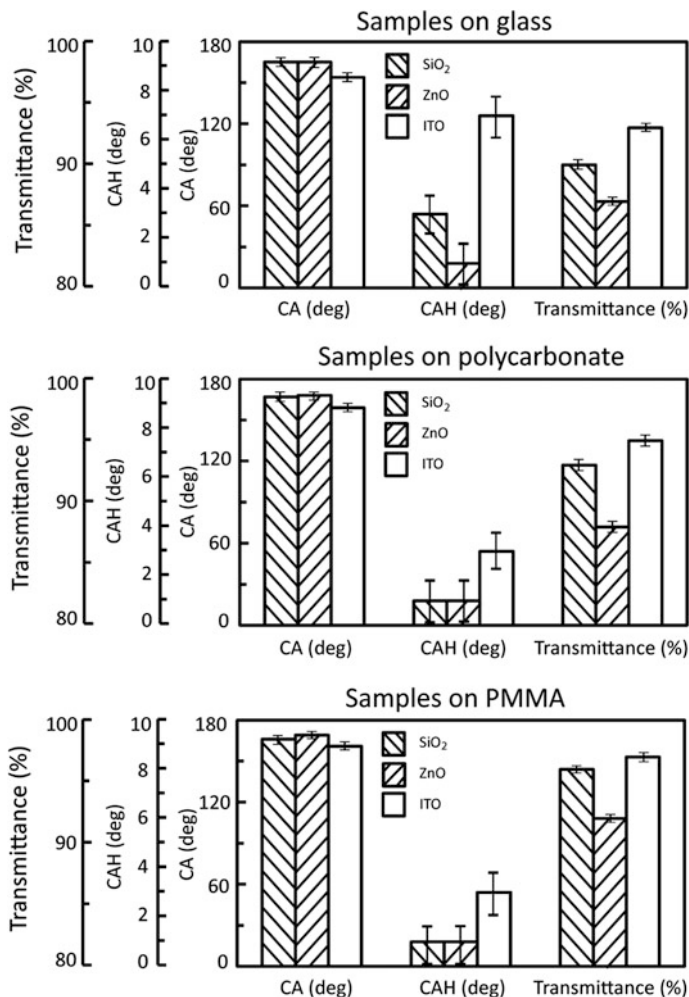 Samples on glass
Transmittance (%)
100
90
80
CAH (deg)
10
8
6
4
2
0
CA (deg)
180
120
60
0
SiO₂
ZnO
ITO
CA (deg)
CAH (deg)
Transmittance (%)
Samples on polycarbonate
Transmittance (%)
100
90
80
CAH (deg)
10
8
6
4
2
0
CA (deg)
180
120
60
0
SiO₂
ZnO
ITO
CA (deg)
CAH (deg)
Transmittance (%)
Samples on PMMA
Transmittance (%)
100
90
80
CAH (deg)
10
8
6
4
2
0
CA (deg)
180
120
60
0
SiO₂
ZnO
ITO
CA (deg)
CAH (deg)
Transmittance (%)